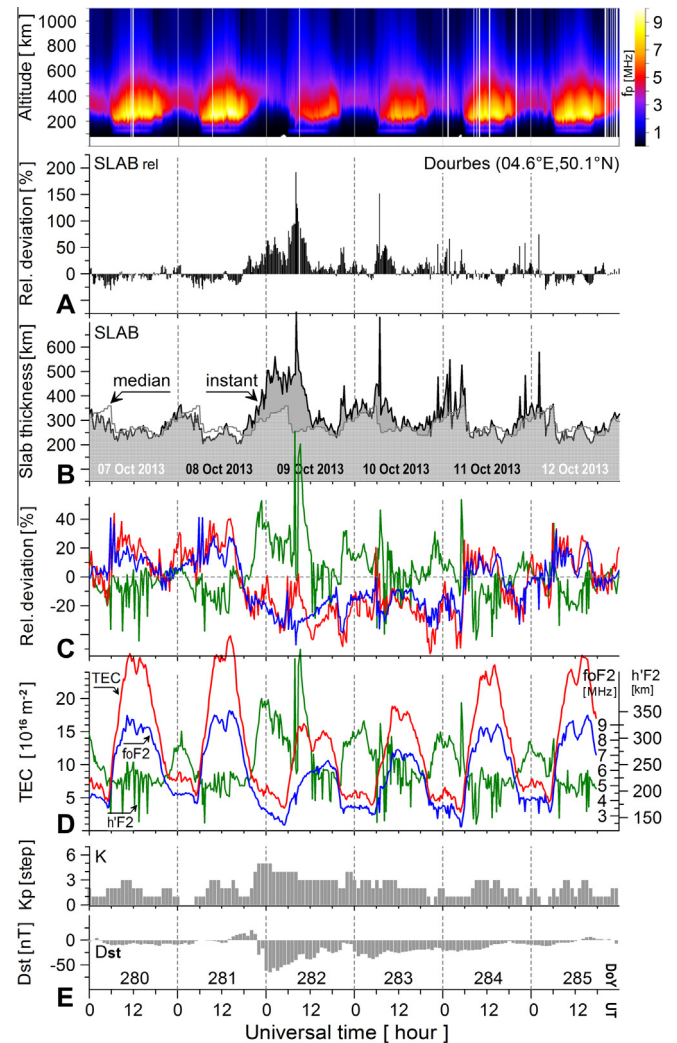 1000
800
600
400
200
Altitude [ km ]
9
7
5
3
1
fp [MHz]
SLAB rel
Dourbes (04.6°E,50.1°N)
200
150
100
50
0
Rel. deviation [ % ]
A
SLAB
median
instant
600
500
400
300
200
Slab thickness[km]
B
07 Oct 2013
08 Oct 2013
09 Oct 2013
10 Oct 2013
11 Oct 2013
12 Oct 2013
40
20
0
-20
Rel.deviation [%]
C
TEC
foF2
h'F2
20
15
10
5
TEC [10¹⁶ m⁻²]
D
foF2
[MHz]
9
8
7
6
5
4
3
h'F2
[km]
350
300
250
200
150
K
6
3
0
Kp [step]
Dst
0
-50
Dst [nT]
E
280
281
282
283
284
285
DoY
UT
0 12 0 12 0 12 0 12 0 12 0 12
Universal time [ hour ]